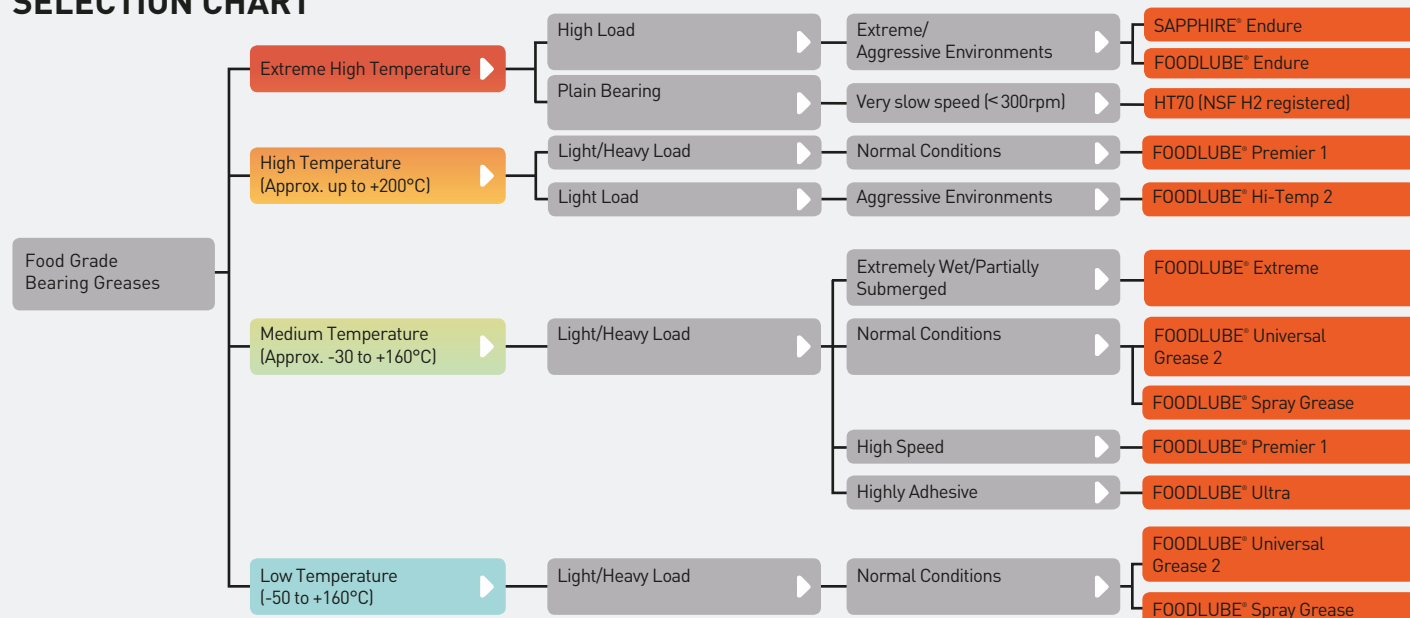 SELECTION CHART
Food Grade
Bearing Greases
Extreme High Temperature
High Load
Extreme/
Aggressive Environments
SAPPHIRE® Endure
FOODLUBE® Endure
Plain Bearing
Very slow speed (<300rpm)
HT70 (NSF H2 registered)
High Temperature
(Approx. up to +200°C)
Light/Heavy Load
Normal Conditions
FOODLUBE® Premier 1
Light Load
Aggressive Environments
FOODLUBE® Hi-Temp 2
Medium Temperature
(Approx. -30 to +160°C)
Light/Heavy Load
Extremely Wet/Partially
Submerged
FOODLUBE® Extreme
Normal Conditions
FOODLUBE® Universal
Grease 2
FOODLUBE® Spray Grease
High Speed
FOODLUBE® Premier 1
Highly Adhesive
FOODLUBE® Ultra
Low Temperature
(-50 to +160°C)
Light/Heavy Load
Normal Conditions
FOODLUBE® Universal
Grease 2
FOODLUBE® Spray Grease